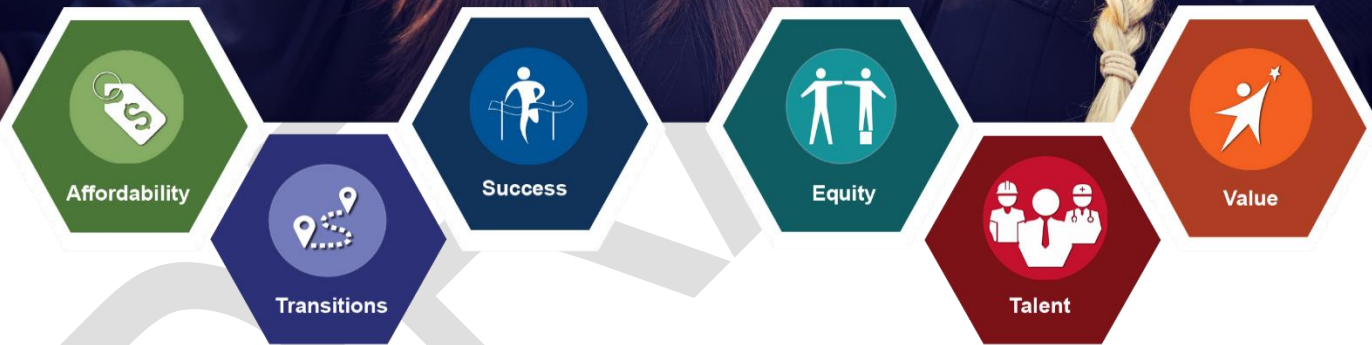 Affordability
Transitions
Success
Equity
Talent
Value